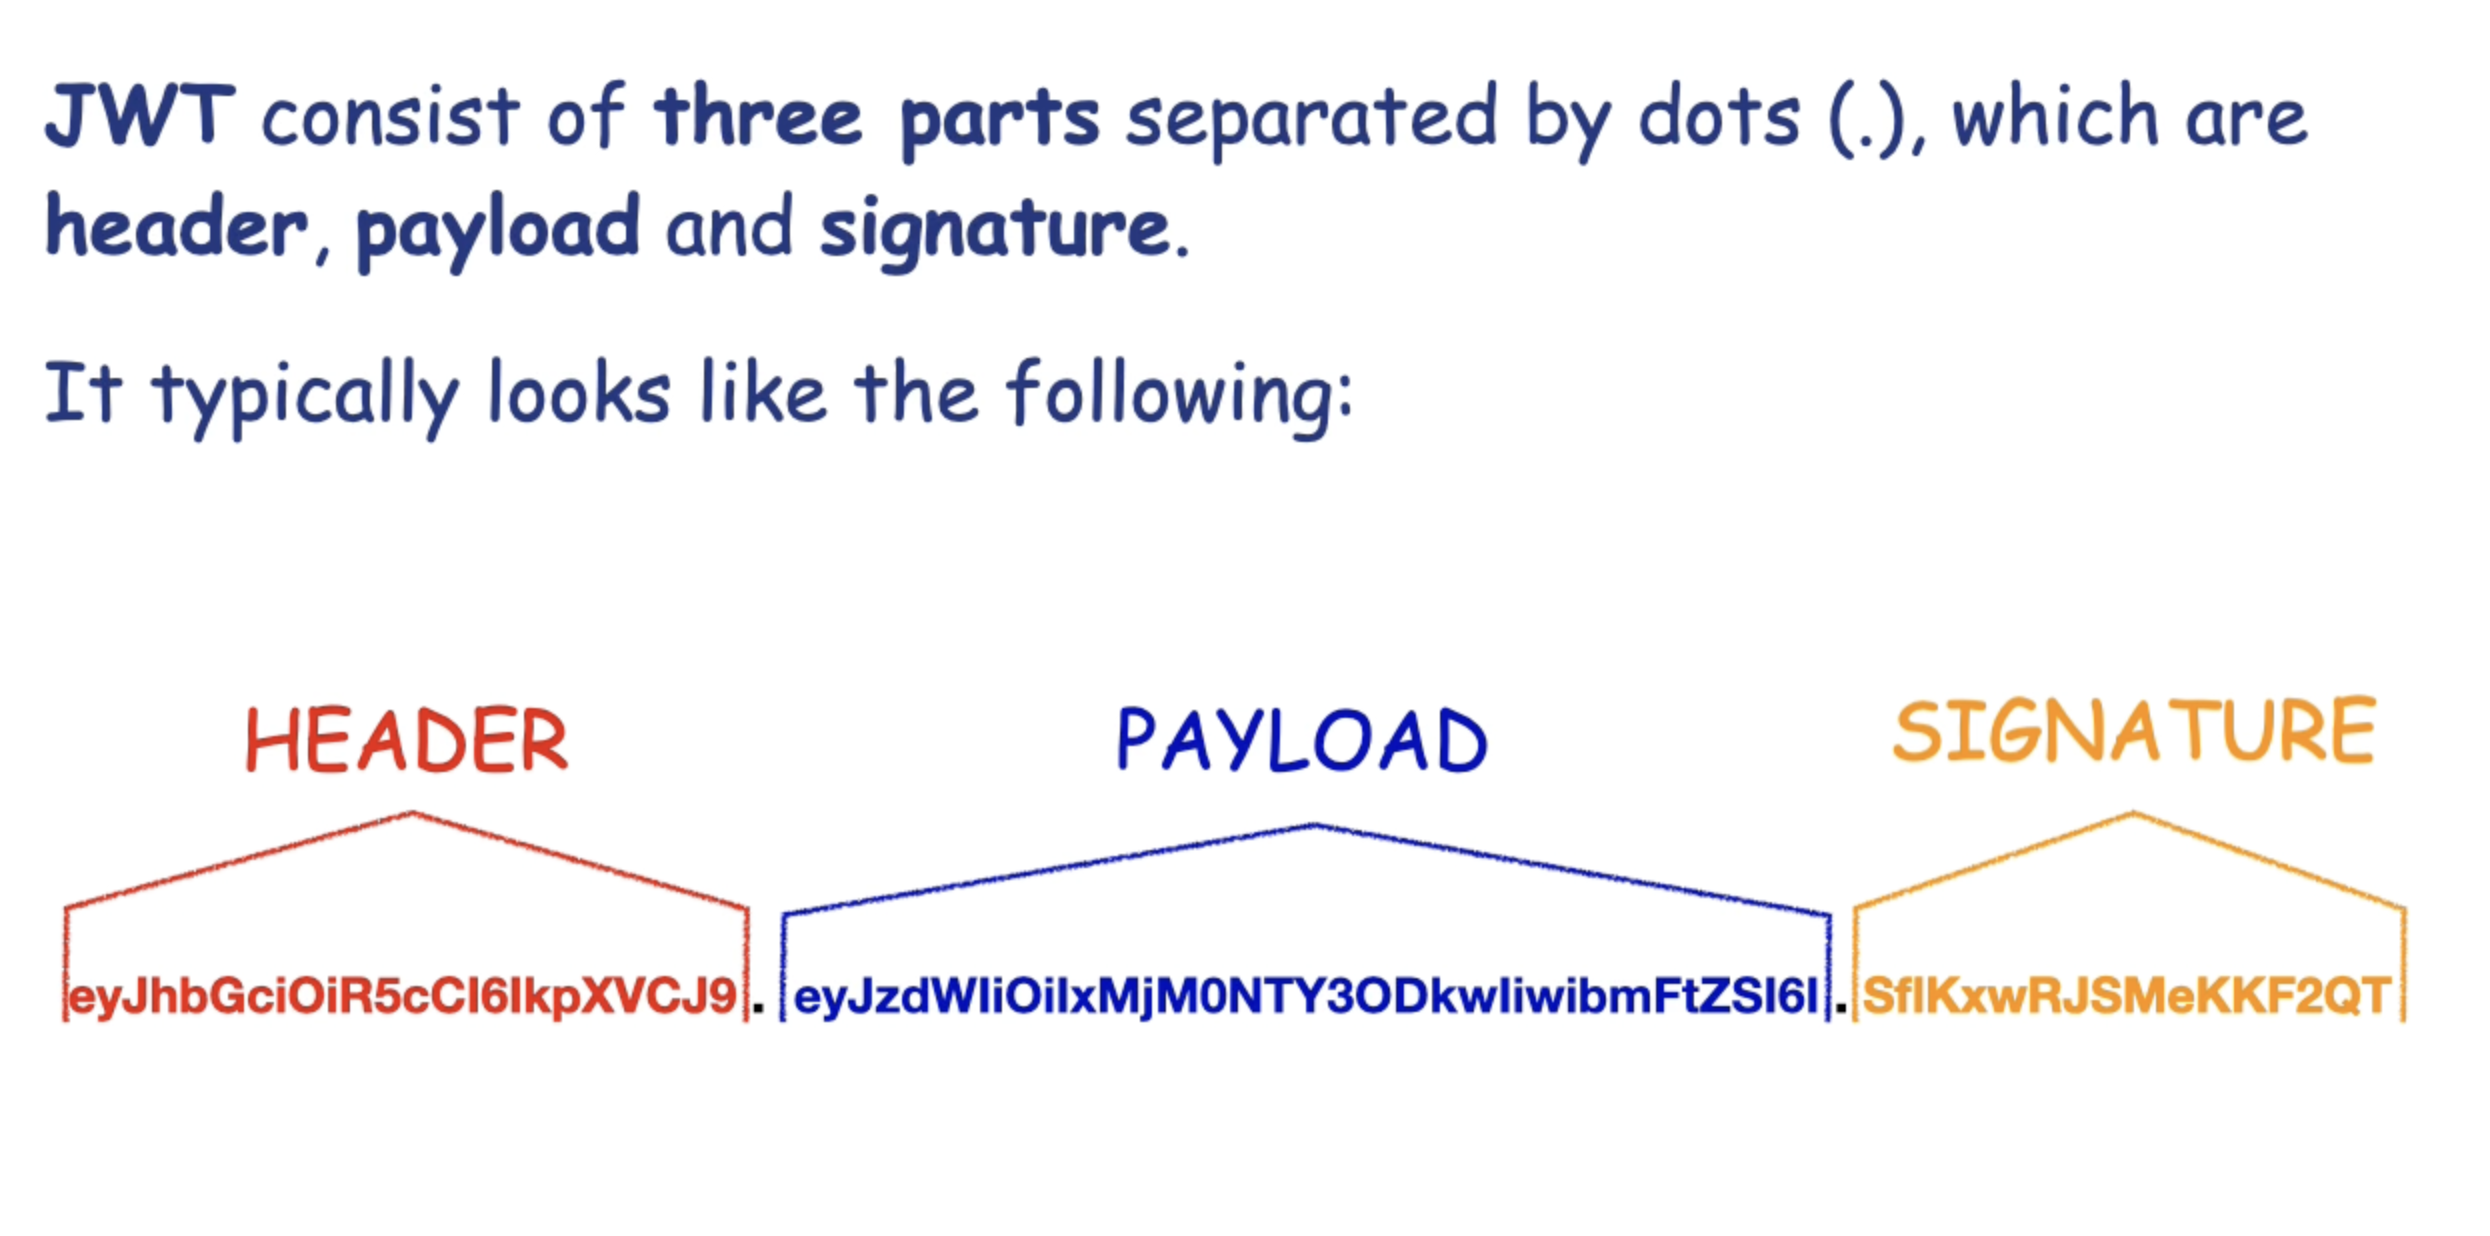 JWT consist of three parts separated by dots (.), which are
header, payload and signature.
It typically looks like the following:
HEADER PAYLOAD SIGNATURE
eyJhbGciOiR5cCI6IkpXVCJ9. eyJzdWIiOiIxMjM0NTY3ODkwIiwibmFtZSI6I.SflKxwRJSMeKKF2QT